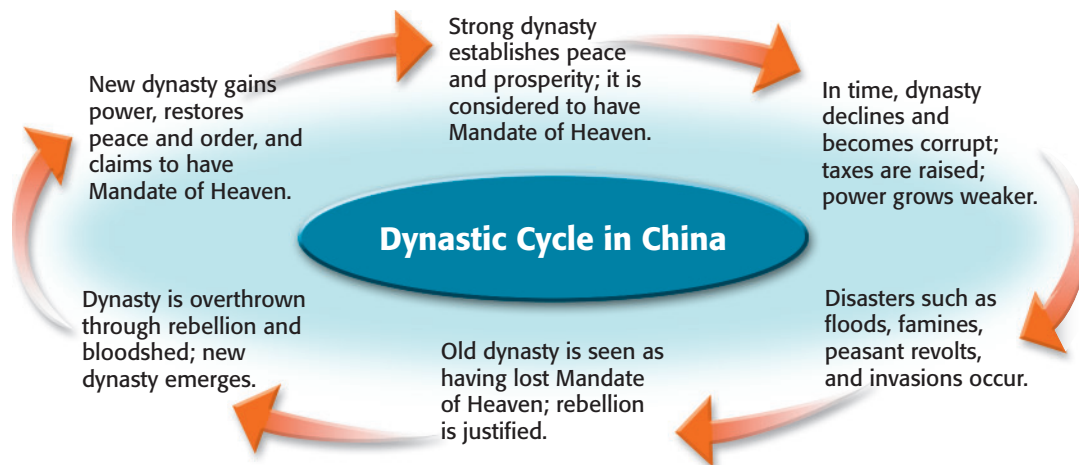 Strong dynasty
establishes peace
and prosperity; it is
considered to have
Mandate of Heaven.
In time, dynasty
declines and
becomes corrupt;
taxes are raised;
power grows weaker.
Disasters such as
floods, famines,
peasant revolts,
and invasions occur.
Old dynasty is seen as
having lost Mandate
of Heaven; rebellion
is justified.
Dynasty is overthrown
through rebellion and
bloodshed; new
dynasty emerges.
New dynasty gains
power, restores
peace and order, and
claims to have
Mandate of Heaven.
Dynastic Cycle in China